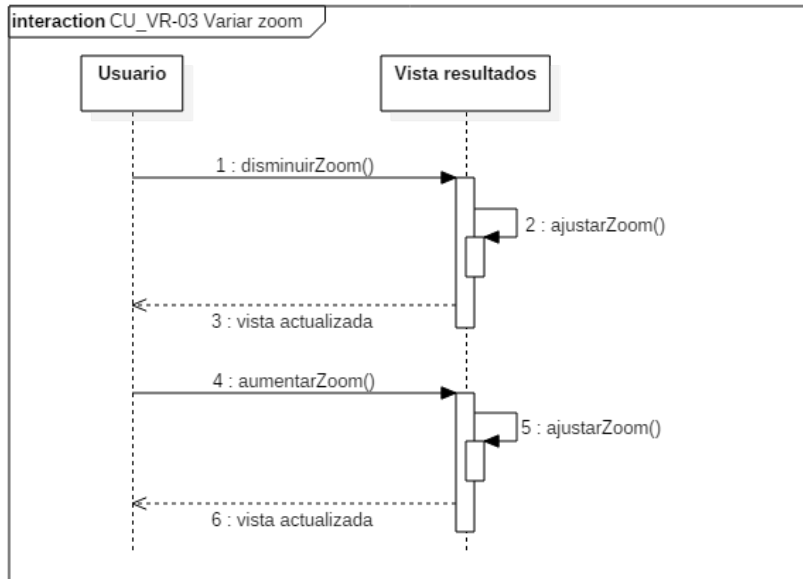 interaction CU_VR-03 Variar zoom
Usuario
Vista resultados
1 : disminuirZoom()
2 : ajustarZoom()
3 : vista actualizada
4 : aumentarZoom()
5 : ajustarZoom()
6 : vista actualizada